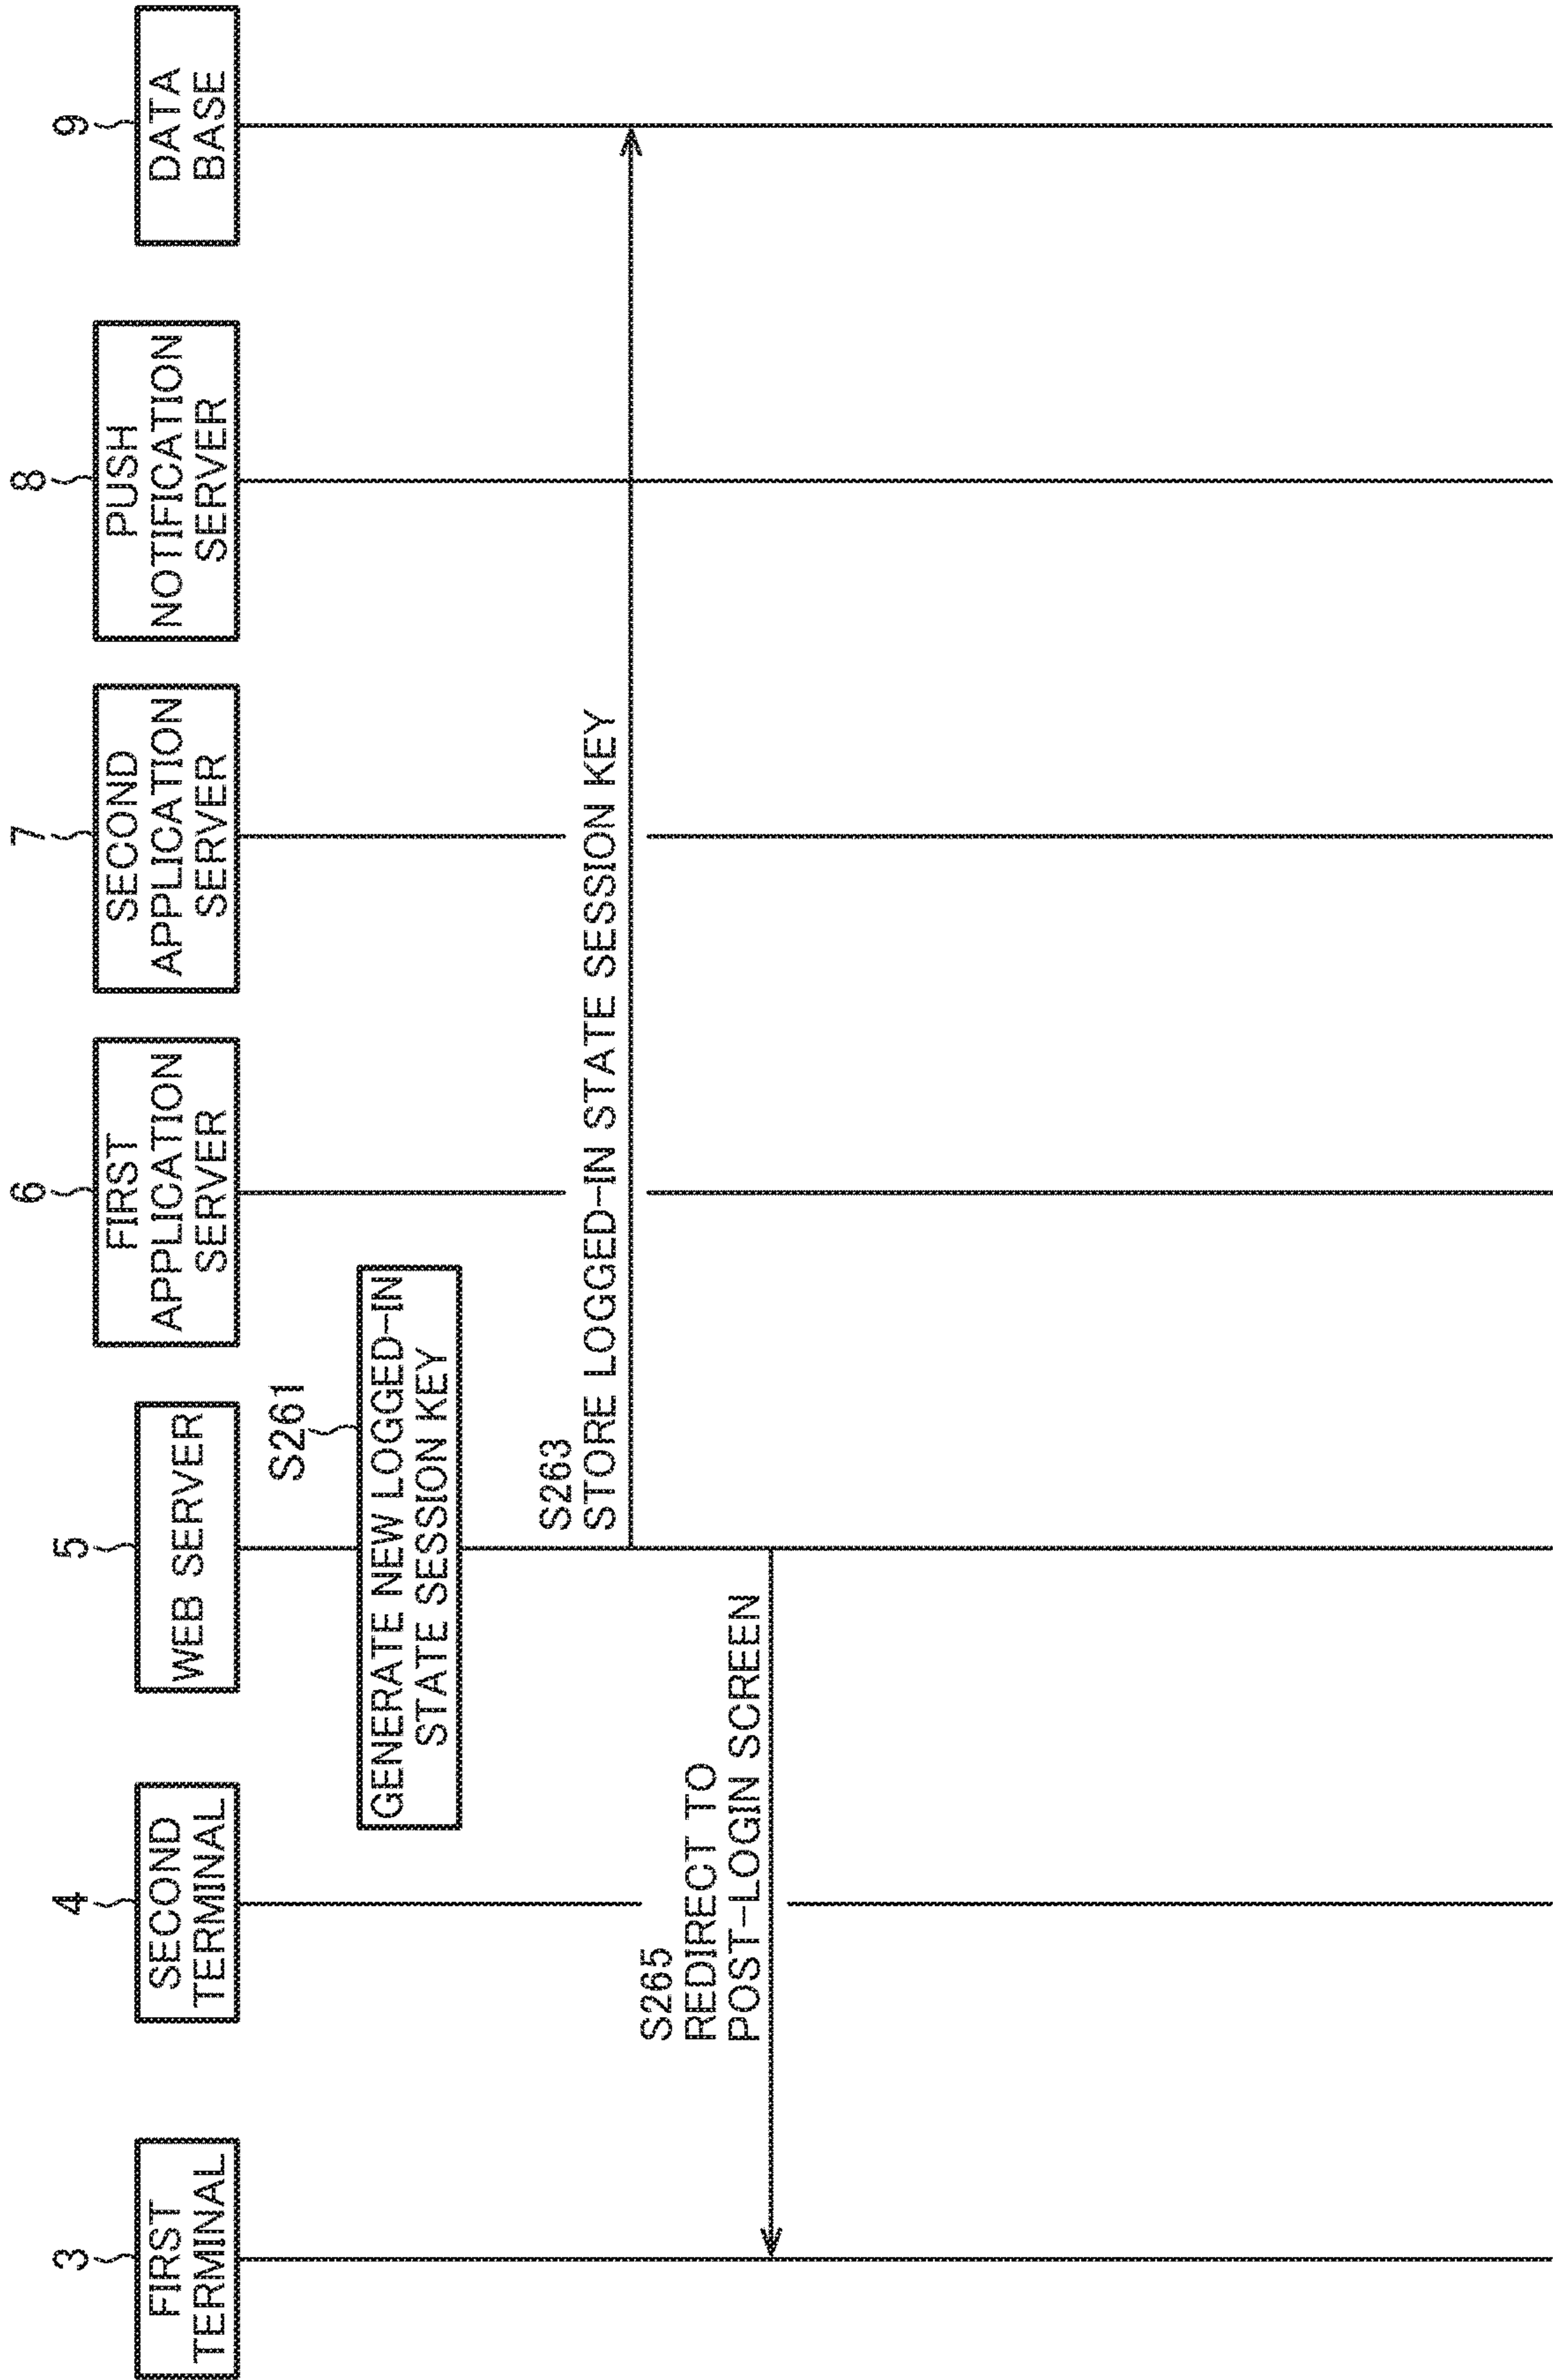 3
FIRST
TERMINAL
4
SECOND
TERMINAL
5
WEB SERVER
6
FIRST
APPLICATION
SERVER
7
SECOND
APPLICATION
SERVER
8
PUSH
NOTIFICATION
SERVER
9
DATA
BASE
S261
GENERATE NEW LOGGED-IN
STATE SESSION KEY
S263
STORE LOGGED-IN STATE SESSION KEY
S265
REDIRECT TO
POST-LOGIN SCREEN